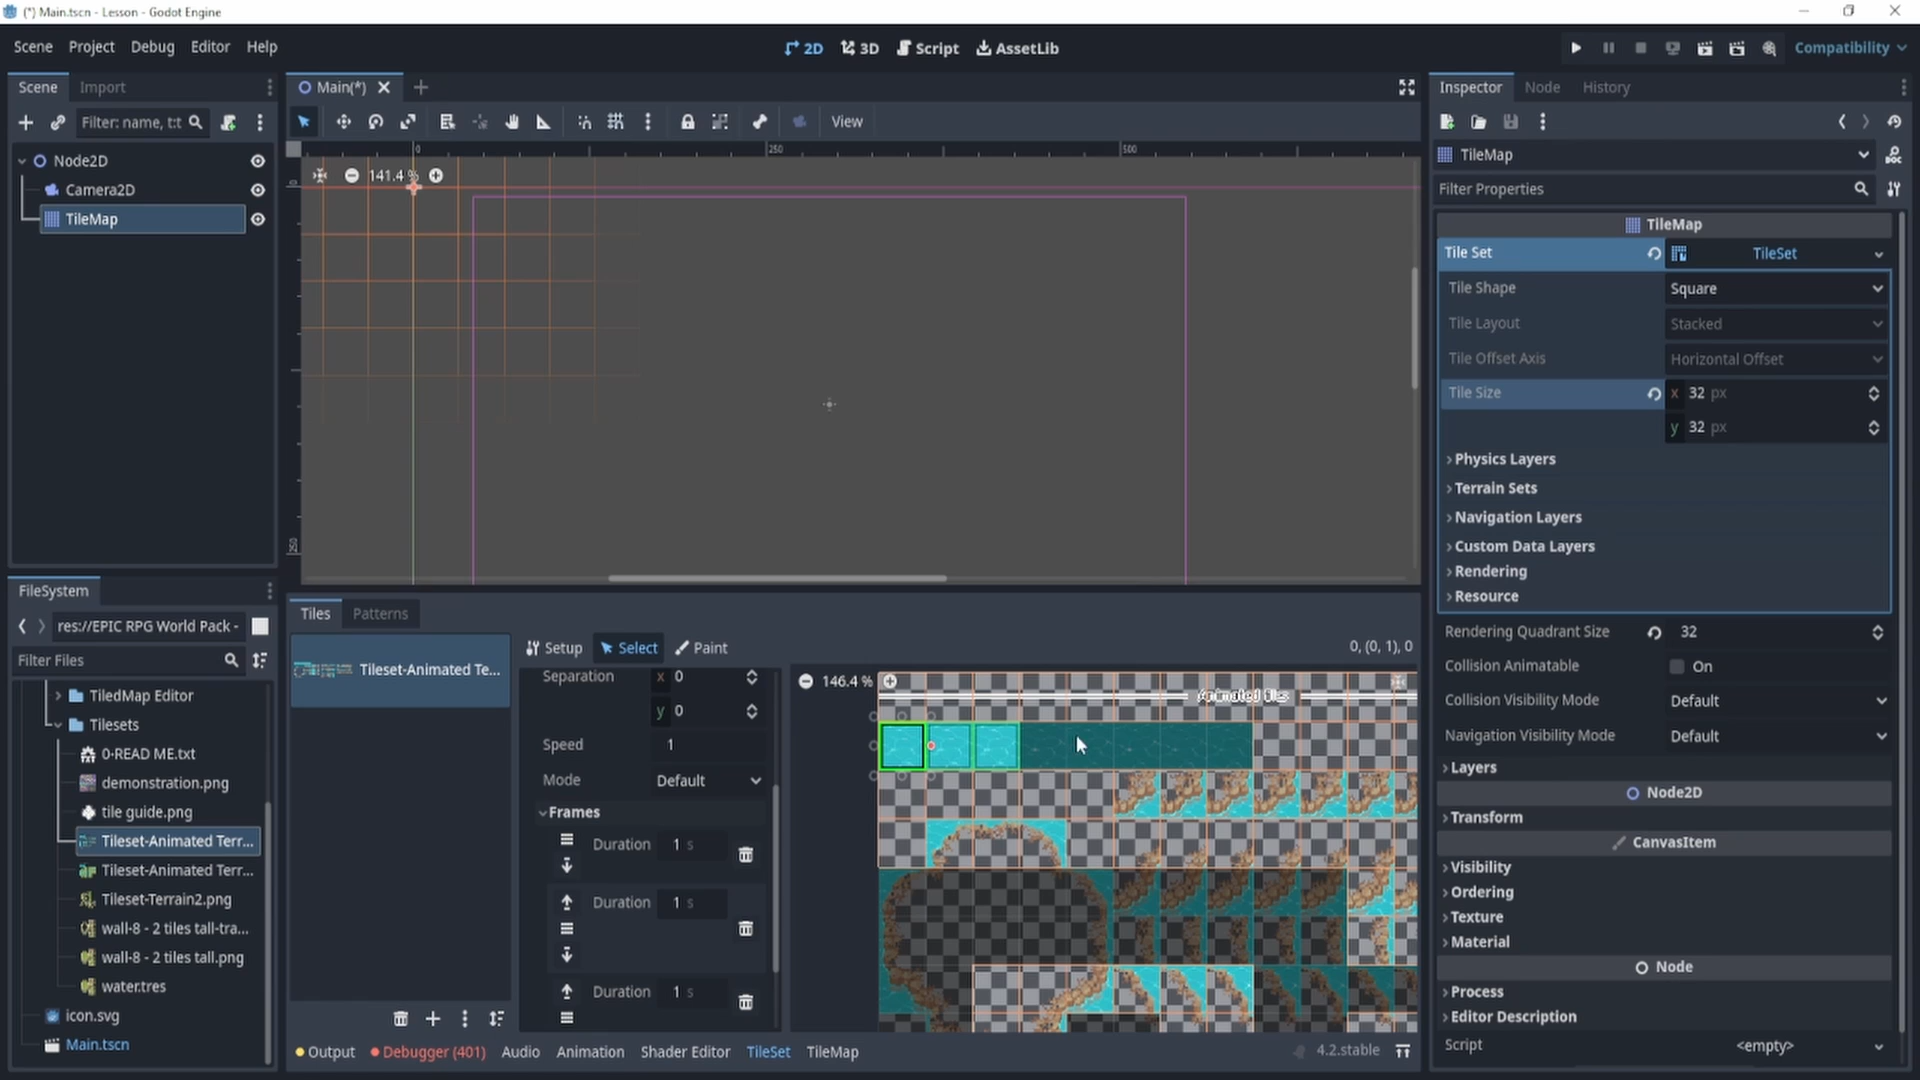 (*) Main.tscn - Lesson - Godot Engine
Scene Project Debug Editor Help
2D 3D Script AssetLib
Compatibility
Scene Import
Main(*)
Inspector Node History
Filter: name, t:t
View
Node2D
Camera2D
TileMap
0 250 500
0
250
141.4 %
TileMap
Filter Properties
TileMap
Tile Set TileSet
Tile Shape Square
Tile Layout Stacked
Tile Offset Axis Horizontal Offset
Tile Size x 32 px
y 32 px
Physics Layers
Terrain Sets
Navigation Layers
Custom Data Layers
Rendering
Resource
Rendering Quadrant Size 32
Collision Animatable On
Collision Visibility Mode Default
Navigation Visibility Mode Default
Layers
Node2D
Transform
CanvasItem
Visibility
Ordering
Texture
Material
Node
Process
Editor Description
Script <empty>
FileSystem
res://EPIC RPG World Pack -
Filter Files
TiledMap Editor
Tilesets
0-READ ME.txt
demonstration.png
tile guide.png
Tileset-Animated Terr...
Tileset-Animated Terr...
Tileset-Terrain2.png
wall-8 - 2 tiles tall-tra...
wall-8 - 2 tiles tall.png
water.tres
icon.svg
Main.tscn
Tiles Patterns
Tileset-Animated Te...
Setup Select Paint
0, (0, 1), 0
Separation x 0
y 0
Speed 1
Mode Default
Frames
Duration 1 s
Duration 1 s
Duration 1 s
146.4 %
Animated tiles
Output Debugger (401) Audio Animation Shader Editor TileSet TileMap
4.2.stable